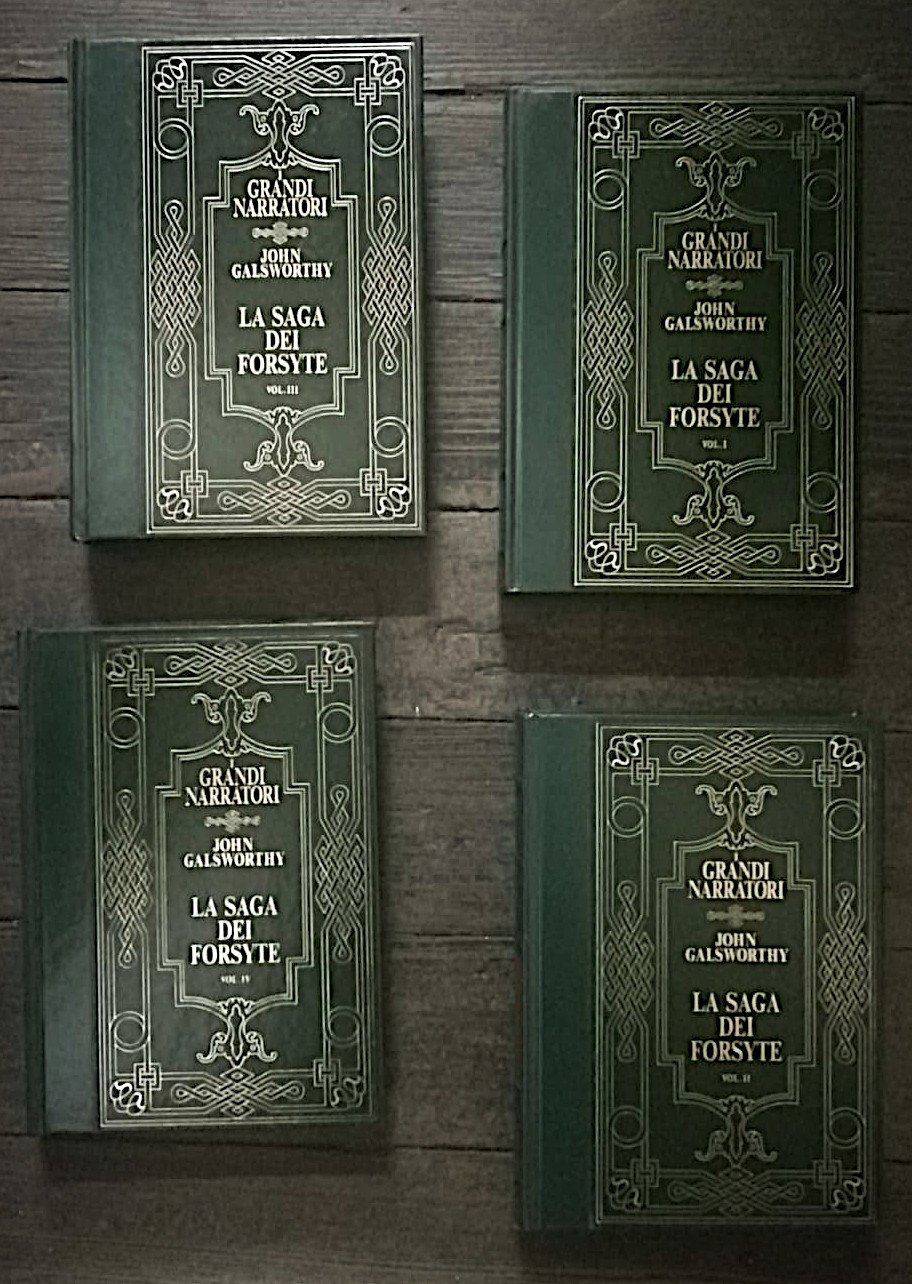 I
GRANDI
NARRATORI
JOHN
GALSWORTHY
LA SAGA
DEI
FORSYTE
VOL. III
I
GRANDI
NARRATORI
JOHN
GALSWORTHY
LA SAGA
DEI
FORSYTE
VOL. I
I
GRANDI
NARRATORI
JOHN
GALSWORTHY
LA SAGA
DEI
FORSYTE
VOL. IV
I
GRANDI
NARRATORI
JOHN
GALSWORTHY
LA SAGA
DEI
FORSYTE
VOL. II